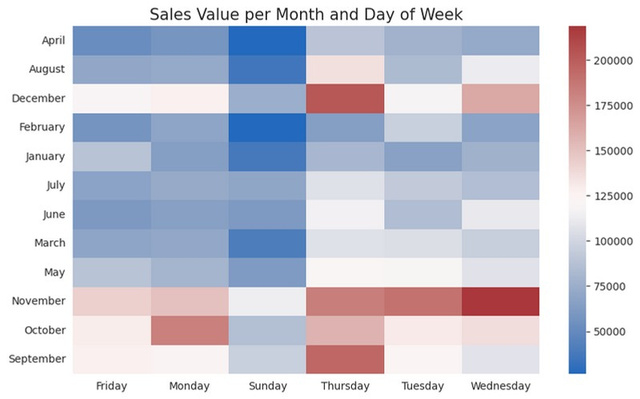 Sales Value per Month and Day of Week
April
August
December
February
January
July
June
March
May
November
October
September
Friday
Monday
Sunday
Thursday
Tuesday
Wednesday
200000
175000
150000
125000
100000
75000
50000